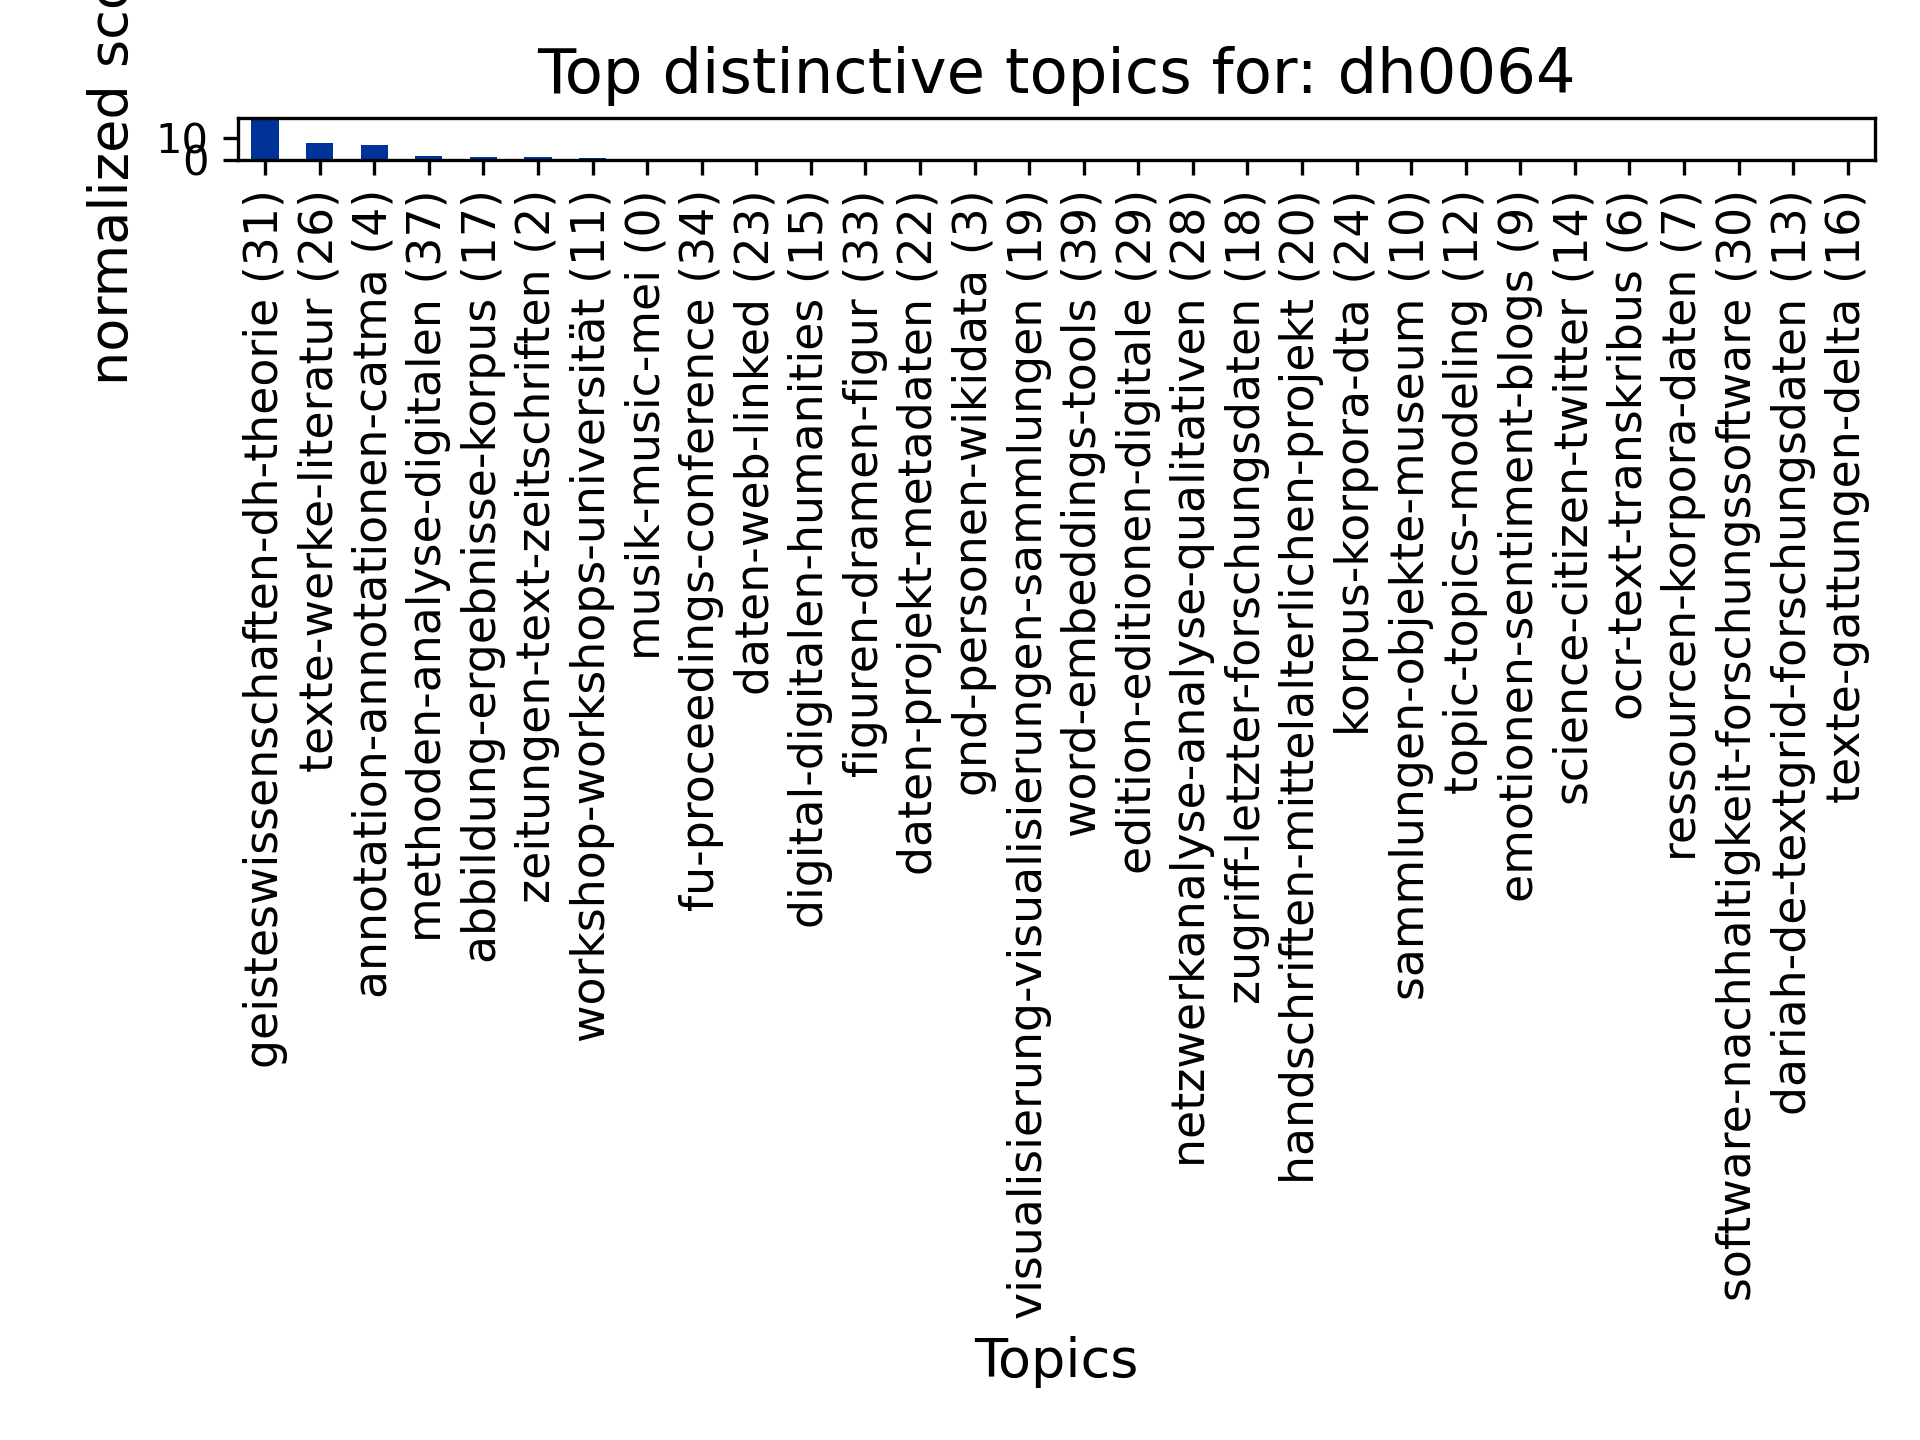 Top distinctive topics for: dh0064
normalized sco
10
0
geisteswissenschaften-dh-theorie (31)
texte-werke-literatur (26)
annotation-annotationen-catma (4)
methoden-analyse-digitalen (37)
abbildung-ergebnisse-korpus (17)
zeitungen-text-zeitschriften (2)
workshop-workshops-universität (11)
musik-music-mei (0)
fu-proceedings-conference (34)
daten-web-linked (23)
digital-digitalen-humanities (15)
figuren-dramen-figur (33)
daten-projekt-metadaten (22)
gnd-personen-wikidata (3)
visualisierung-visualisierungen-sammlungen (19)
word-embeddings-tools (39)
edition-editionen-digitale (29)
netzwerkanalyse-analyse-qualitativen (28)
zugriff-letzter-forschungsdaten (18)
handschriften-mittelalterlichen-projekt (20)
korpus-korpora-dta (24)
sammlungen-objekte-museum (10)
topic-topics-modeling (12)
emotionen-sentiment-blogs (9)
science-citizen-twitter (14)
ocr-text-transkribus (6)
ressourcen-korpora-daten (7)
software-nachhaltigkeit-forschungssoftware (30)
dariah-de-textgrid-forschungsdaten (13)
texte-gattungen-delta (16)
Topics